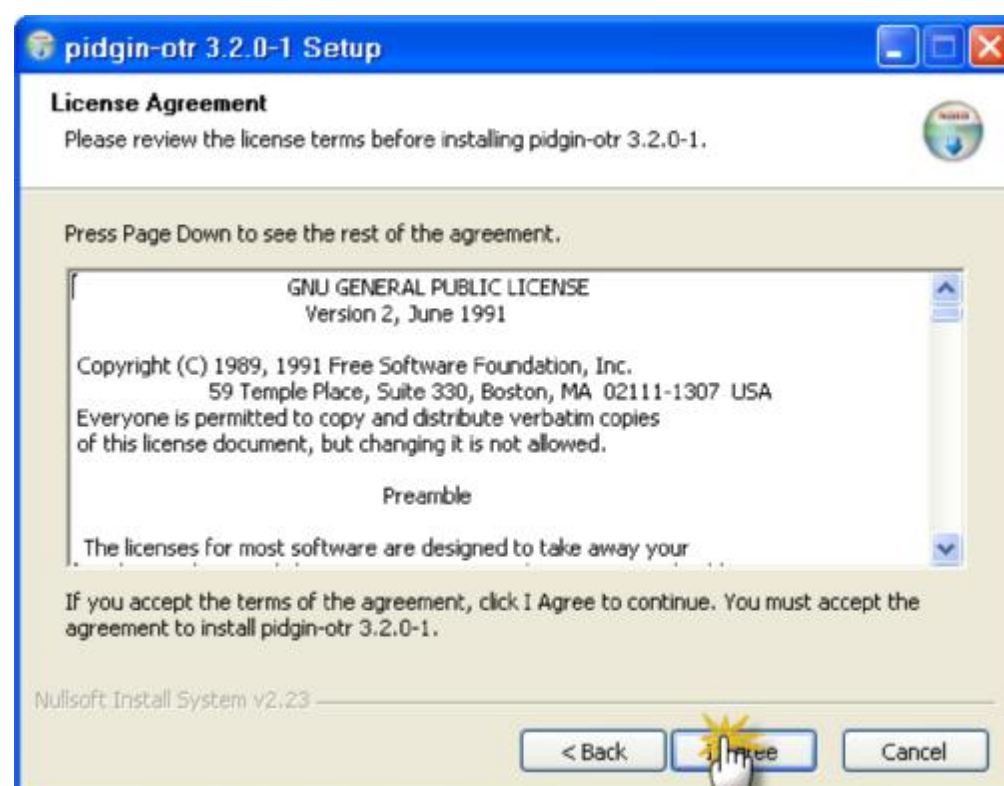 pidgin-otr 3.2.0-1 Setup
License Agreement
Please review the license terms before installing pidgin-otr 3.2.0-1.
Press Page Down to see the rest of the agreement.
GNU GENERAL PUBLIC LICENSE
Version 2, June 1991
Copyright (C) 1989, 1991 Free Software Foundation, Inc.
59 Temple Place, Suite 330, Boston, MA 02111-1307 USA
Everyone is permitted to copy and distribute verbatim copies
of this license document, but changing it is not allowed.
Preamble
The licenses for most software are designed to take away your
If you accept the terms of the agreement, click I Agree to continue. You must accept the
agreement to install pidgin-otr 3.2.0-1.
Nullsoft Install System v2.23
< Back
Cancel